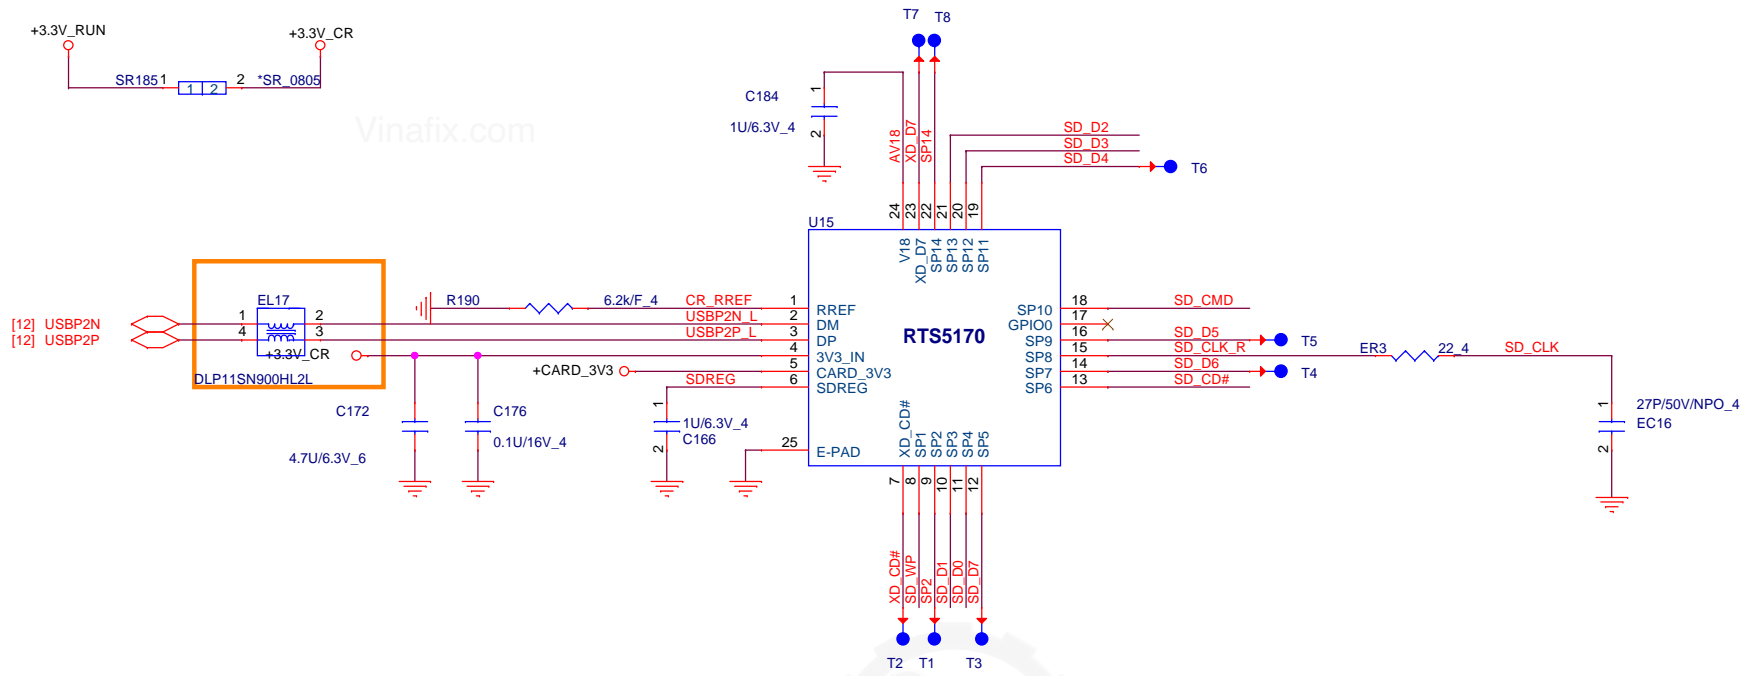 +3.3V_RUN
+3.3V_CR
SR185 1
1 2
2 *SR_0805
Vinafix.com
T7 T8
C184
1
1U/6.3V_4
2
AV18
XD_D7
SP14
SD_D2
SD_D3
SD_D4
T6
24
23
22
21
20
19
U15
V18
XD_D7
SP14
SP13
SP12
SP11
EL17
[12] USBP2N
1
2
[12] USBP2P
4
3
+3.3V_CR
DLP11SN900HL2L
R190
6.2k/F_4
CR_RREF
1
RREF
USBP2N_L
2
DM
USBP2P_L
3
DP
4
3V3_IN
+CARD_3V3
5
CARD_3V3
SDREG
6
SDREG
25
E-PAD
RTS5170
SP10
18
SD_CMD
GPIO0
17
SP9
16
SD_D5
T5
SP8
15
SD_CLK_R
ER3
22_4
SD_CLK
SP7
14
SD_D6
T4
SP6
13
SD_CD#
C172
4.7U/6.3V_6
C176
0.1U/16V_4
1
1U/6.3V_4
C166
2
1
27P/50V/NPO_4
EC16
2
XD_CD#
SP1
SP2
SP3
SP4
SP5
7
8
9
10
11
12
XD_CD#
SD_WP
SP2
SD_D1
SD_D0
SD_D7
T2 T1 T3